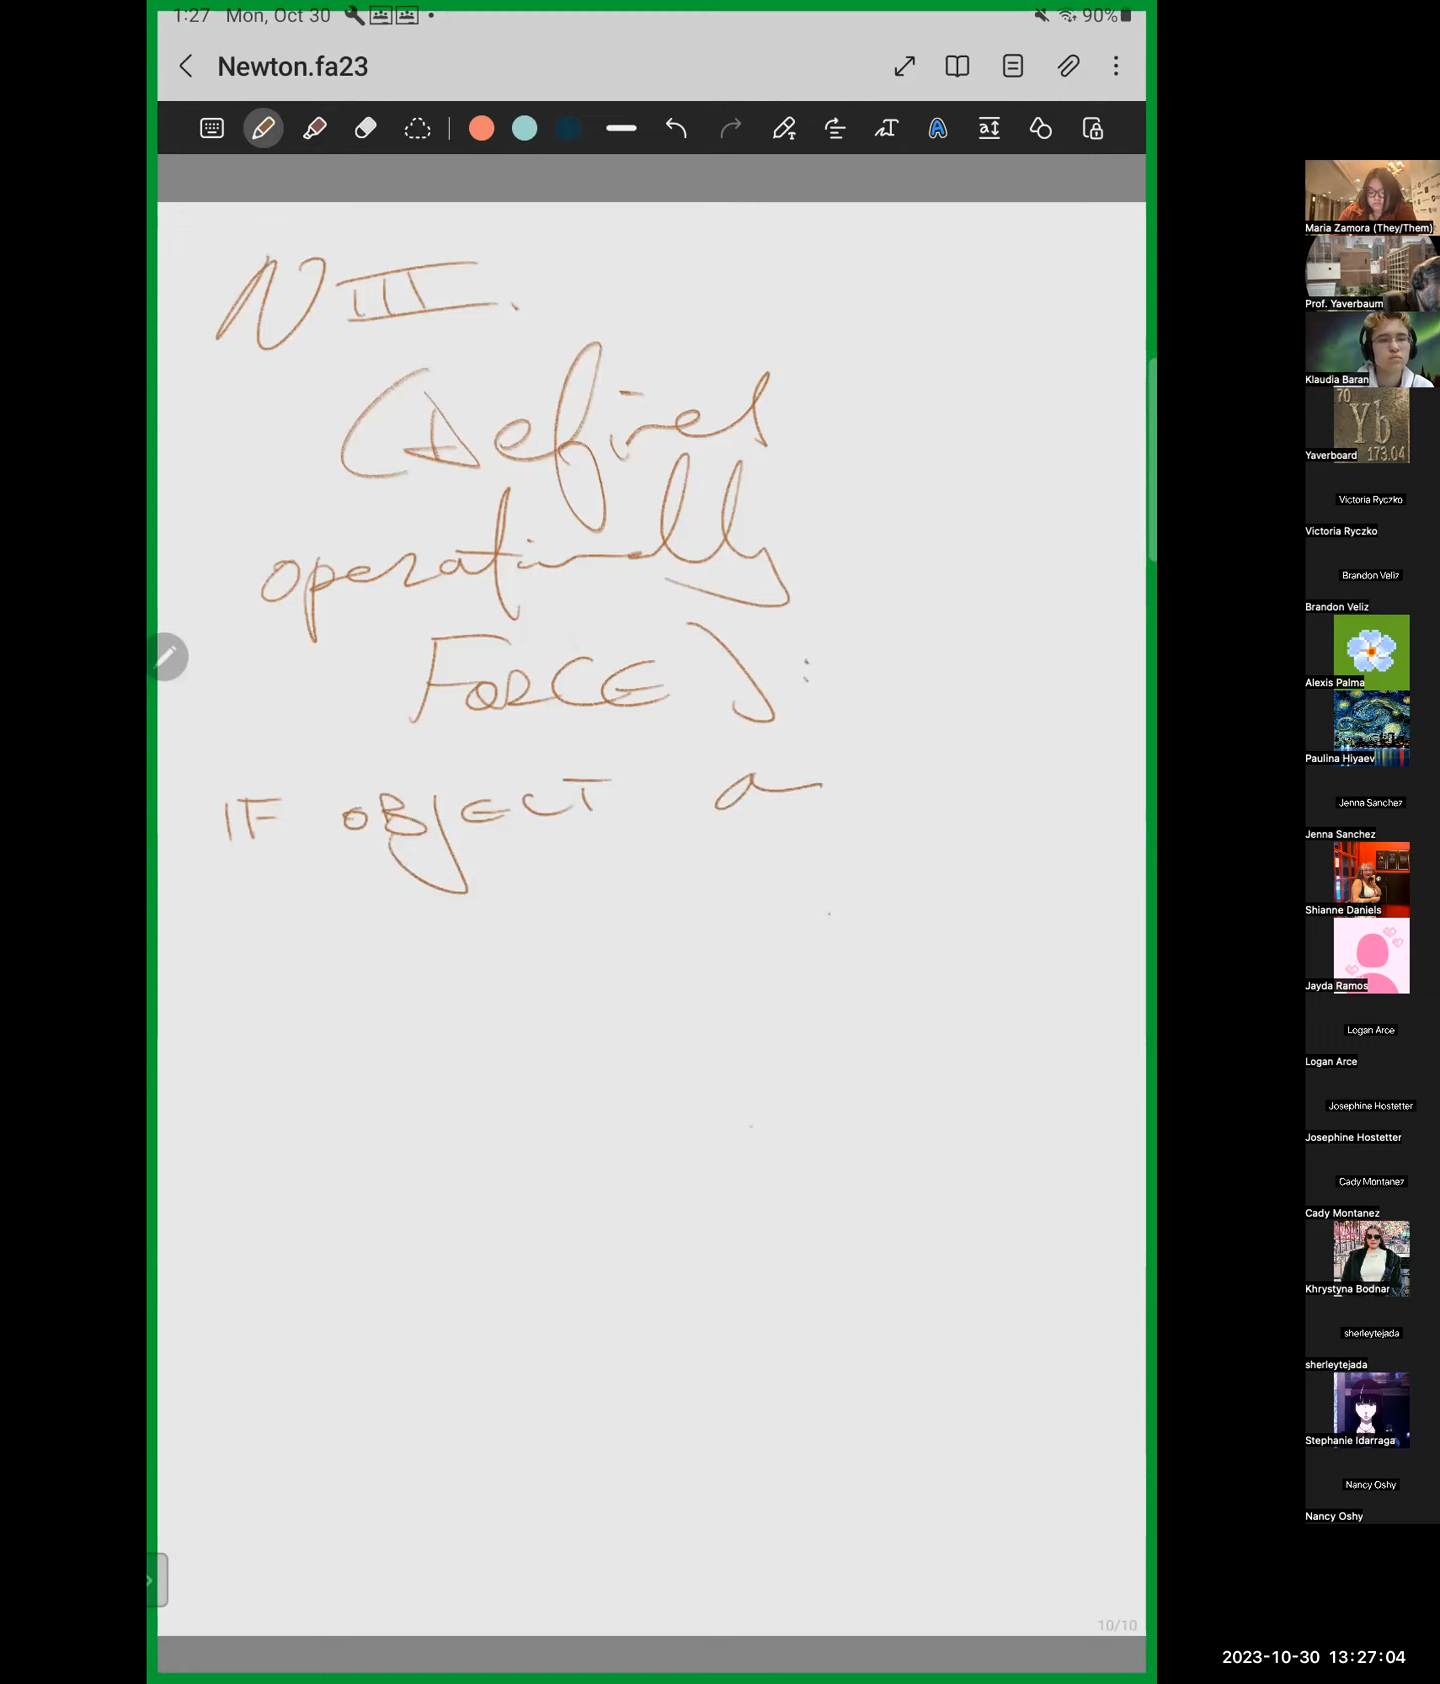 1:27 Mon, Oct 30
90%
Newton.fa23
N III.
(Defines
operationally
FORCE):
IF OBJECT a
10/10
Maria Zamora (They/Them)
Prof. Yaverbaum
Klaudia Baran
70
Yb
173.04
Yaverboard
Victoria Ryczko
Victoria Ryczko
Brandon Veliz
Brandon Veliz
Alexis Palma
Paulina Hiyaev
Jenna Sanchez
Jenna Sanchez
Shianne Daniels
Jayda Ramos
Logan Arce
Logan Arce
Josephine Hostetter
Josephine Hostetter
Cady Montanez
Cady Montanez
Khrystyna Bodnar
sherleytejada
sherleytejada
Stephanie Idarraga
Nancy Oshy
Nancy Oshy
2023-10-30 13:27:04